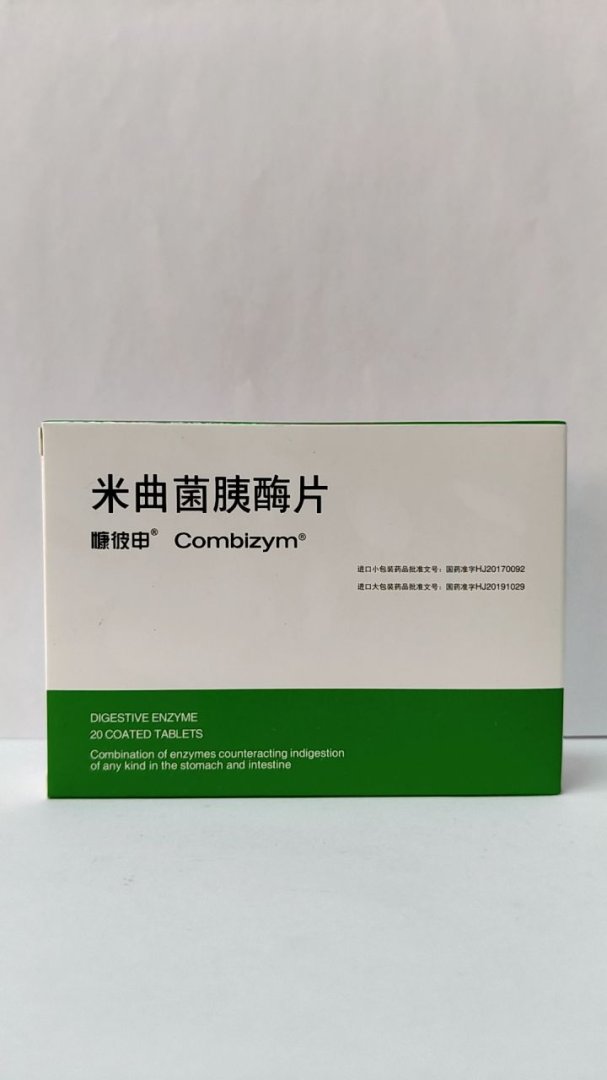 米曲菌胰酶片
慷彼申® Combizym®
进口小包装药品批准文号：国药准字HJ20170092
进口大包装药品批准文号：国药准字HJ20191029
DIGESTIVE ENZYME
20 COATED TABLETS
Combination of enzymes counteracting indigestion
of any kind in the stomach and intestine